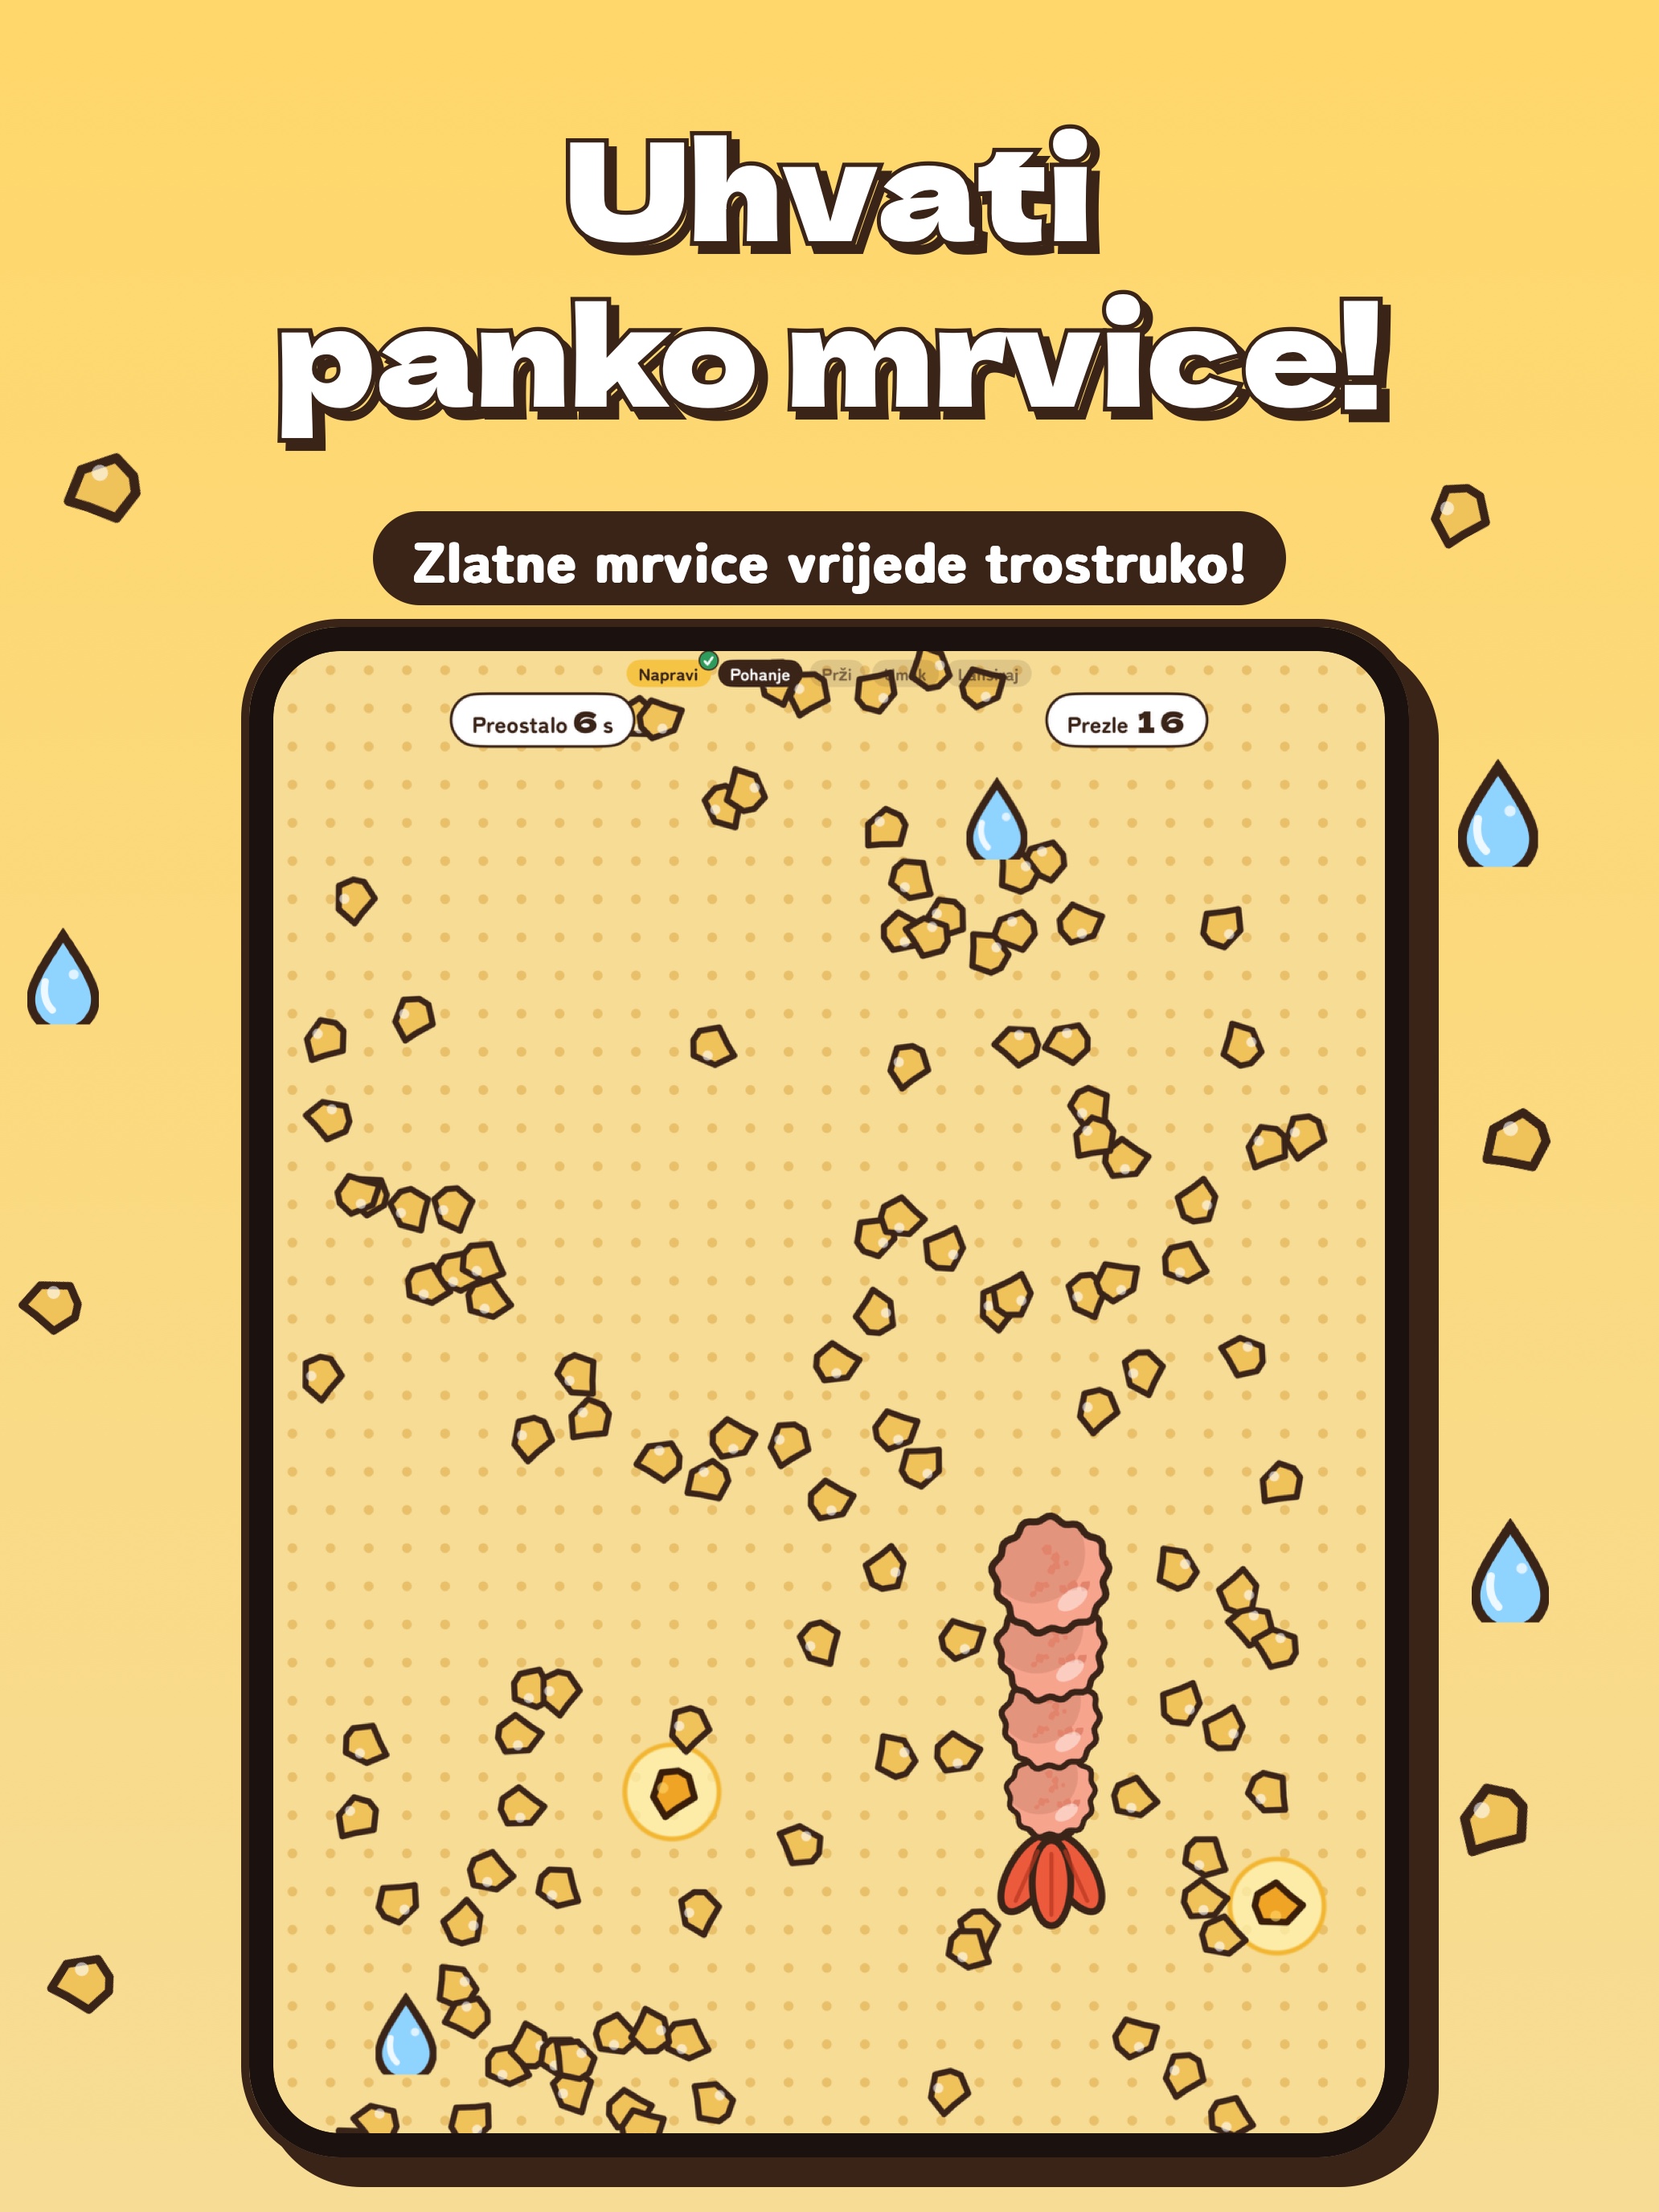 Uhvati
panko mrvice!
Zlatne mrvice vrijede trostruko!
Napravi Pohanje Prži
Preostalo 6 s
Prezle 16